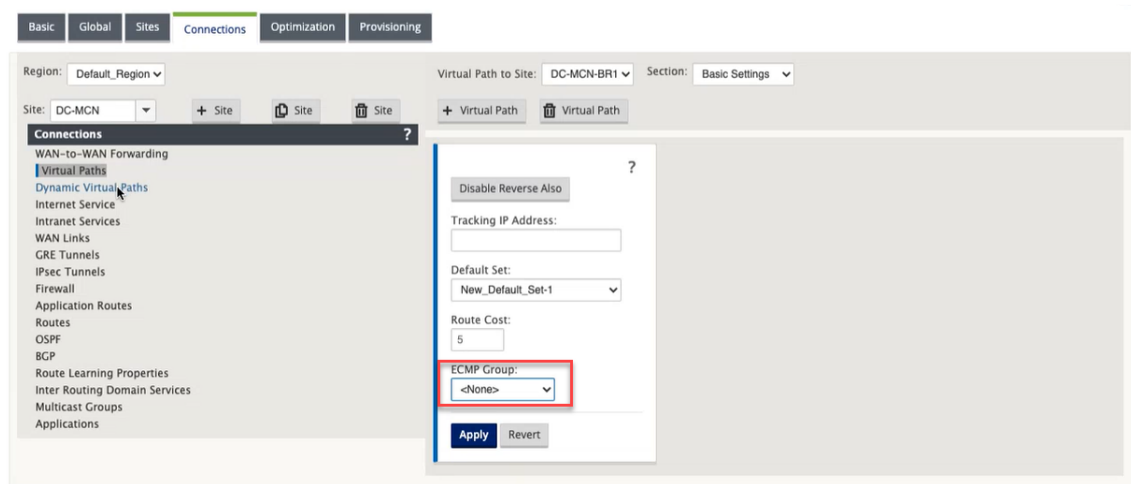 Basic Global Sites Connections Optimization Provisioning
Region: Default_Region
Site: DC-MCN + Site Site Site
Connections ?
WAN-to-WAN Forwarding
Virtual Paths
Dynamic Virtual Paths
Internet Service
Intranet Services
WAN Links
GRE Tunnels
IPsec Tunnels
Firewall
Application Routes
Routes
OSPF
BGP
Route Learning Properties
Inter Routing Domain Services
Multicast Groups
Applications
Virtual Path to Site: DC-MCN-BR1 Section: Basic Settings
+ Virtual Path Virtual Path
?
Disable Reverse Also
Tracking IP Address:
Default Set:
New_Default_Set-1
Route Cost:
5
ECMP Group:
<None>
Apply Revert